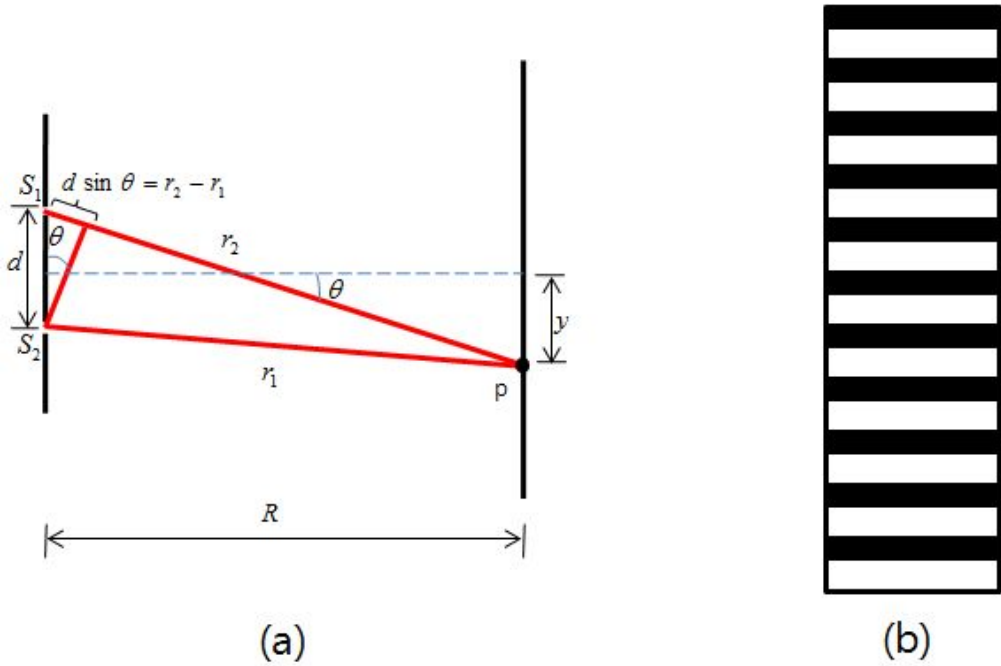 S₁
d sin θ = r₂ − r₁
θ
r₂
d
θ
y
S₂
r₁
p
R
(a)
(b)